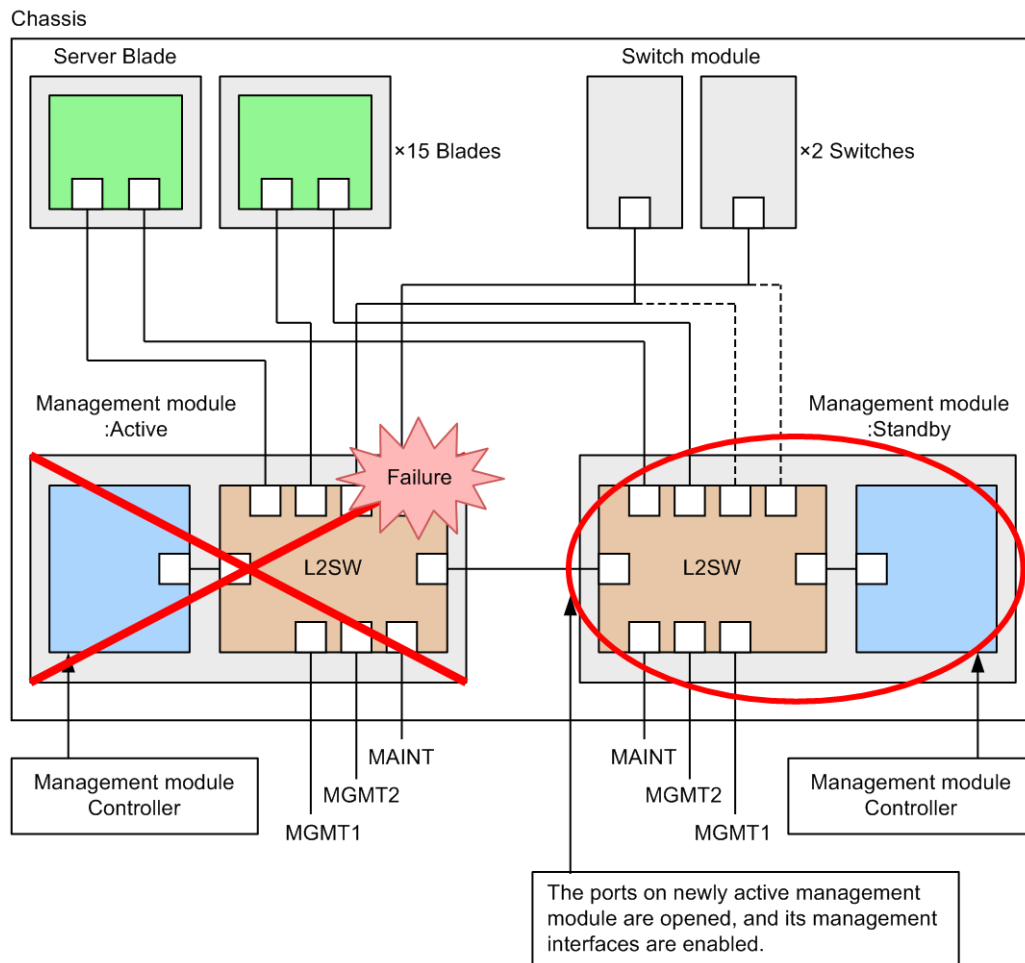 Chassis
Server Blade
Switch module
×15 Blades
×2 Switches
Management module
:Active
Management module
:Standby
Failure
L2SW
L2SW
MAINT
MGMT2
MGMT1
MAINT
MGMT2
MGMT1
Management module
Controller
Management module
Controller
The ports on newly active management
module are opened, and its management
interfaces are enabled.